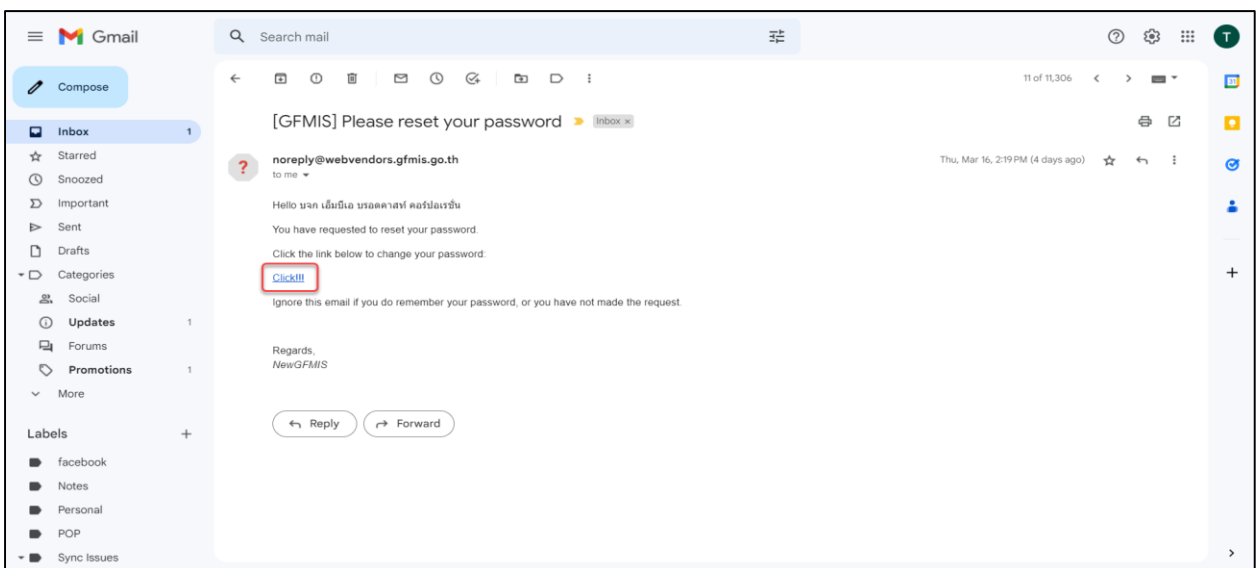 Gmail
Search mail
T
Compose
11 of 11,306
31
Inbox 1
Starred
Snoozed
Important
Sent
Drafts
Categories
Social
Updates 1
Forums
Promotions 1
More
Labels
facebook
Notes
Personal
POP
Sync Issues
[GFMIS] Please reset your password Inbox ×
?
noreply@webvendors.gfmis.go.th Thu, Mar 16, 2:19 PM (4 days ago)
to me
Hello บจก เอ็มบีเอ บรอดคาสท์ คอร์ปอเรชั่น
You have requested to reset your password.
Click the link below to change your password:
Click!!!
Ignore this email if you do remember your password, or you have not made the request.
Regards,
NewGFMIS
Reply Forward